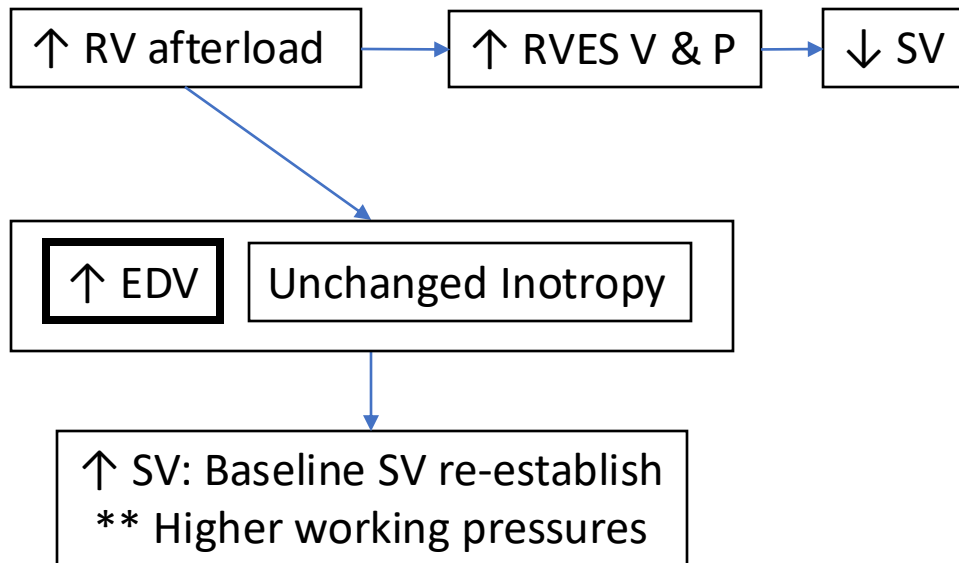 ↑ RV afterload
↑ RVES V & P
↓ SV
↑ EDV
Unchanged Inotropy
↑ SV: Baseline SV re-establish
** Higher working pressures